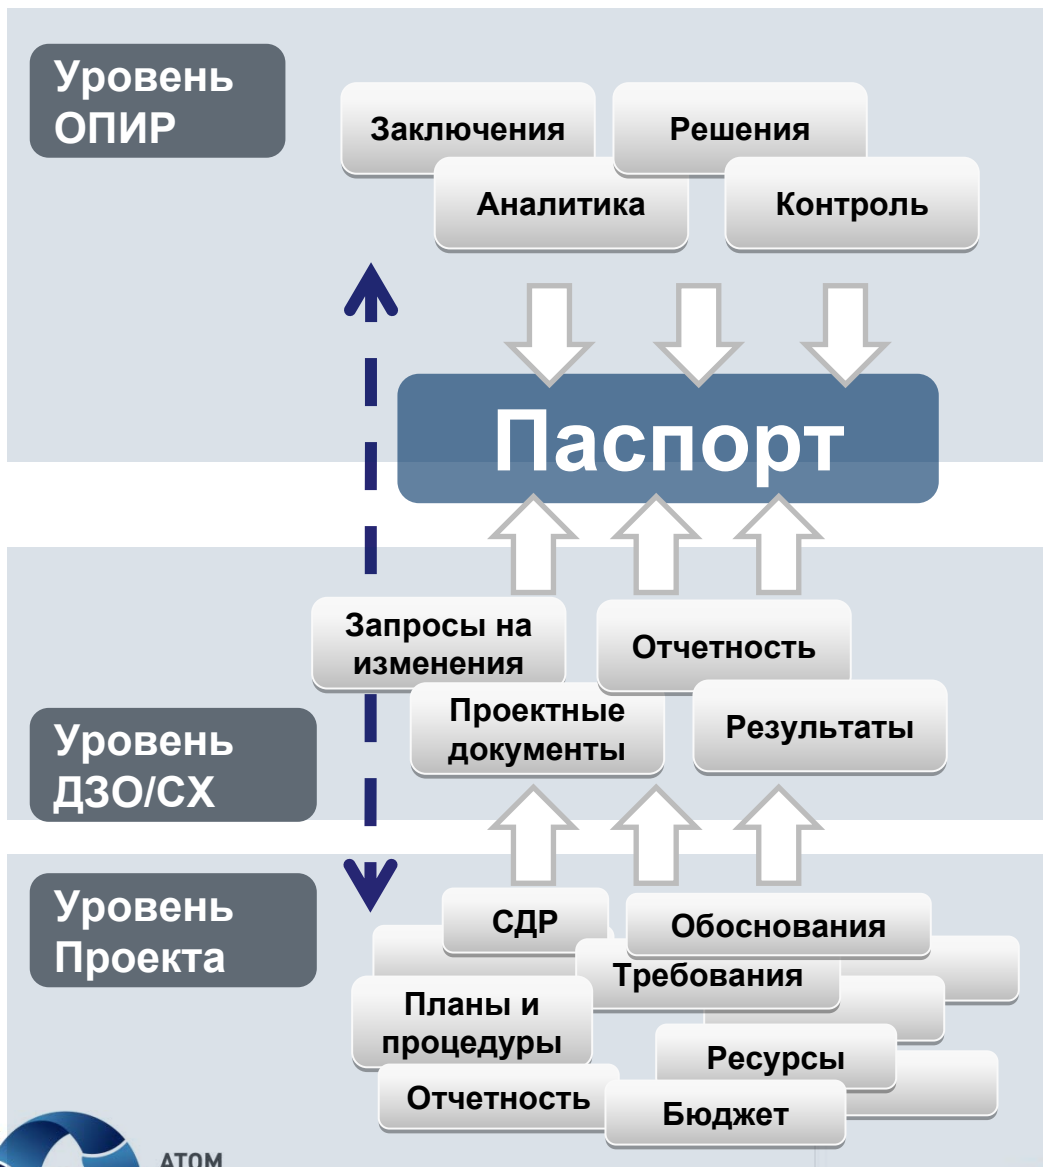 Уровень
ОПИР
Заключения
Решения
Аналитика
Контроль
Паспорт
Запросы на
изменения
Отчетность
Проектные
документы
Результаты
Уровень
ДЗО/СХ
Уровень
Проекта
СДР
Обоснования
Требования
Планы и
процедуры
Ресурсы
Отчетность
Бюджет
АТОМ